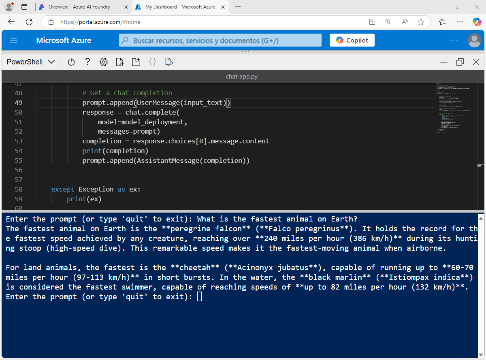 Overview - Azure AI Foundry
My Dashboard - Microsoft Azure
https://portal.azure.com/#home
Microsoft Azure
Buscar recursos, servicios y documentos (G+/)
Copilot
PowerShell
chat-app.py
48 # Get a chat completion
49 prompt.append(UserMessage(input_text))
50 response = chat.complete(
51 model=model_deployment,
52 messages=prompt)
53 completion = response.choices[0].message.content
54 print(completion)
55 prompt.append(AssistantMessage(completion))
56
57
58 except Exception as ex:
59 print(ex)
60
Enter the prompt (or type 'quit' to exit): What is the fastest animal on Earth?
The fastest animal on Earth is the **peregrine falcon** (**Falco peregrinus**). It holds the record for th
e fastest speed achieved by any creature, reaching over **240 miles per hour (386 km/h)** during its hunti
ng stoop (high-speed dive). This remarkable speed makes it the fastest-moving animal when airborne.
For land animals, the fastest is the **cheetah** (**Acinonyx jubatus**), capable of running up to **60-70
miles per hour (97-113 km/h)** in short bursts. In the water, the **black marlin** (**Istiompax indica**)
is considered the fastest swimmer, capable of reaching speeds of **up to 82 miles per hour (132 km/h)**.
Enter the prompt (or type 'quit' to exit):